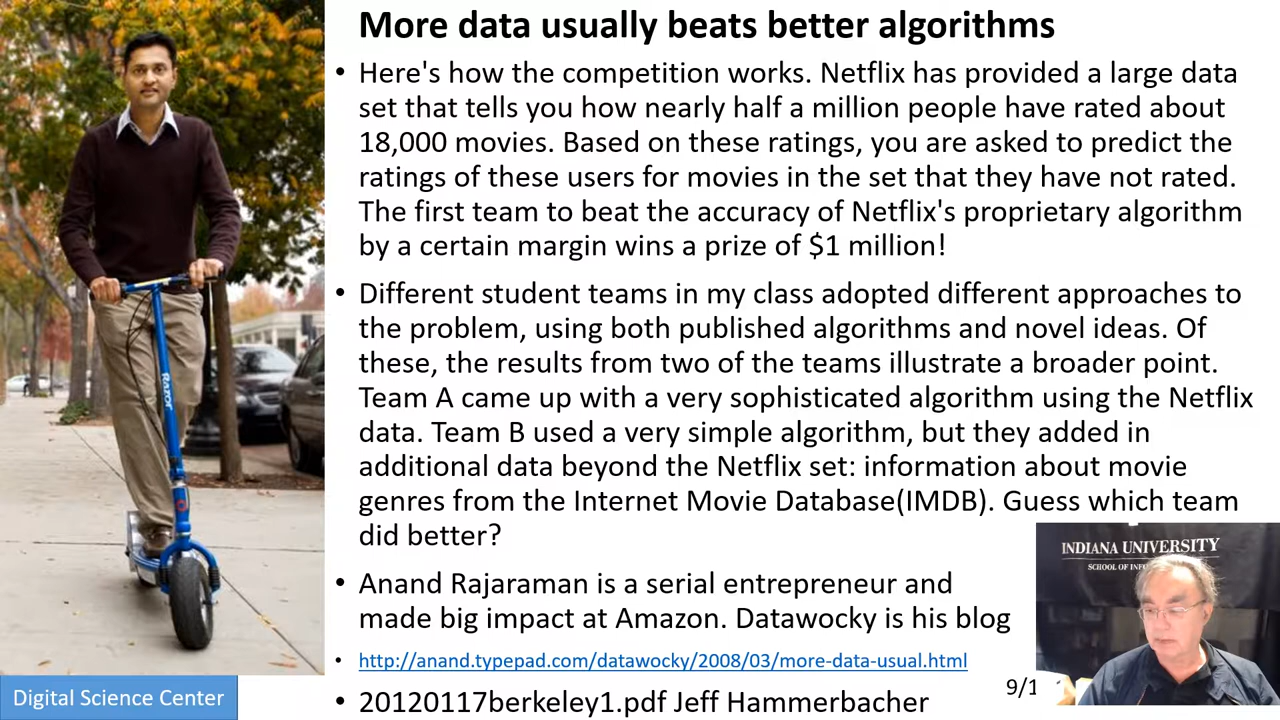 More data usually beats better algorithms
• Here's how the competition works. Netflix has provided a large data
set that tells you how nearly half a million people have rated about
18,000 movies. Based on these ratings, you are asked to predict the
ratings of these users for movies in the set that they have not rated.
The first team to beat the accuracy of Netflix's proprietary algorithm
by a certain margin wins a prize of $1 million!
• Different student teams in my class adopted different approaches to
the problem, using both published algorithms and novel ideas. Of
these, the results from two of the teams illustrate a broader point.
Team A came up with a very sophisticated algorithm using the Netflix
data. Team B used a very simple algorithm, but they added in
additional data beyond the Netflix set: information about movie
genres from the Internet Movie Database(IMDB). Guess which team
did better?
• Anand Rajaraman is a serial entrepreneur and
made big impact at Amazon. Datawocky is his blog
• http://anand.typepad.com/datawocky/2008/03/more-data-usual.html
• 20120117berkeley1.pdf Jeff Hammerbacher
Digital Science Center
9/1
RAZOR
INDIANA UNIVERSITY
SCHOOL OF